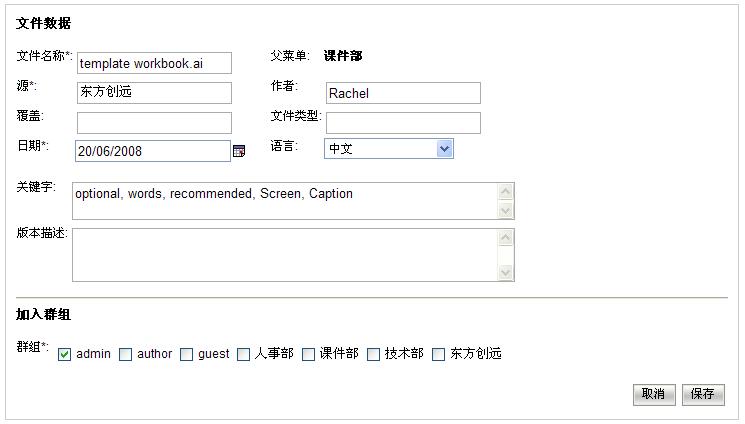 文件数据
文件名称*: template workbook.ai 父菜单: 课件部
源*: 东方创远 作者: Rachel
覆盖: 文件类型:
日期*: 20/06/2008 语言: 中文
关键字: optional, words, recommended, Screen, Caption
版本描述:
加入群组
群组*: admin author guest 人事部 课件部 技术部 东方创远
取消 保存